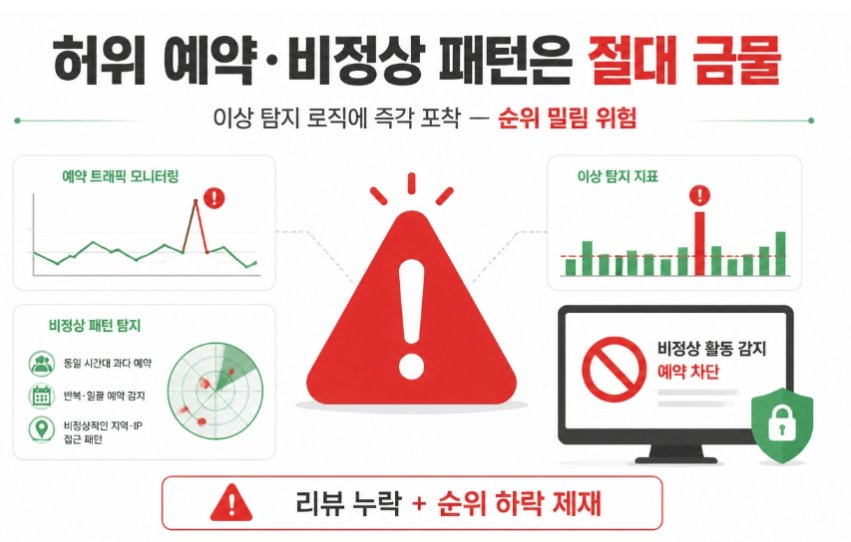 허위 예약·비정상 패턴은 절대 금물
이상 탐지 로직에 즉각 포착 — 순위 밀림 위험
예약 트래픽 모니터링
이상 탐지 지표
비정상 패턴 탐지
동일 시간대 과다 예약
반복·일괄 예약 감지
비정상적인 지역·IP
접근 패턴
비정상 활동 감지
예약 차단
리뷰 누락 + 순위 하락 제재